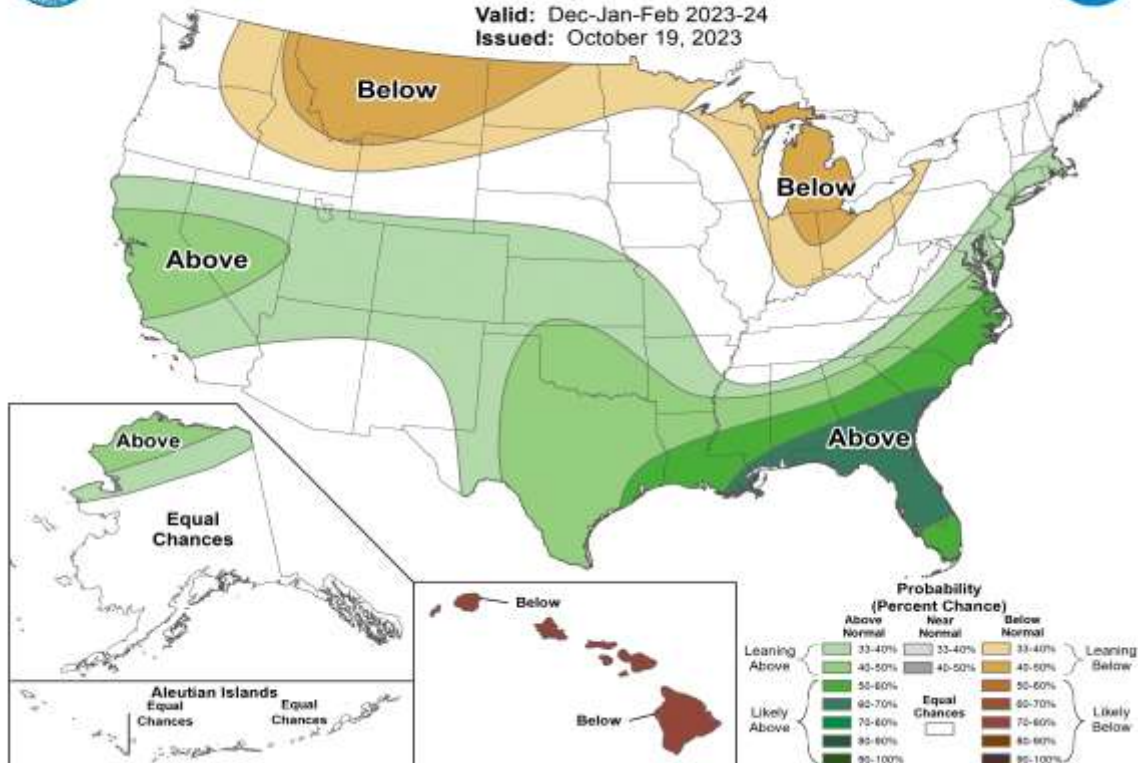 Valid: Dec-Jan-Feb 2023-24
Issued: October 19, 2023
Below
Below
Above
Above
Above
Equal
Chances
Aleutian Islands
Equal
Chances
Equal
Chances
Below
Below
Probability
(Percent Chance)
Above
Normal
Near
Normal
Below
Normal
Leaning
Above
33-40%
40-50%
33-40%
40-50%
33-40%
40-50%
Leaning
Below
Likely
Above
50-60%
60-70%
70-80%
80-90%
90-100%
Equal
Chances
50-60%
60-70%
70-80%
80-90%
90-100%
Likely
Below